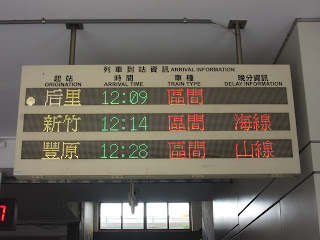 列車到站資訊 ARRIVAL INFORMATION
起站 時間 車種 晚分資訊
ORIGINATION ARRIVAL TIME TRAIN TYPE DELAY INFORMATION
后里 12:09 區間
新竹 12:14 區間 海線
豐原 12:28 區間 山線